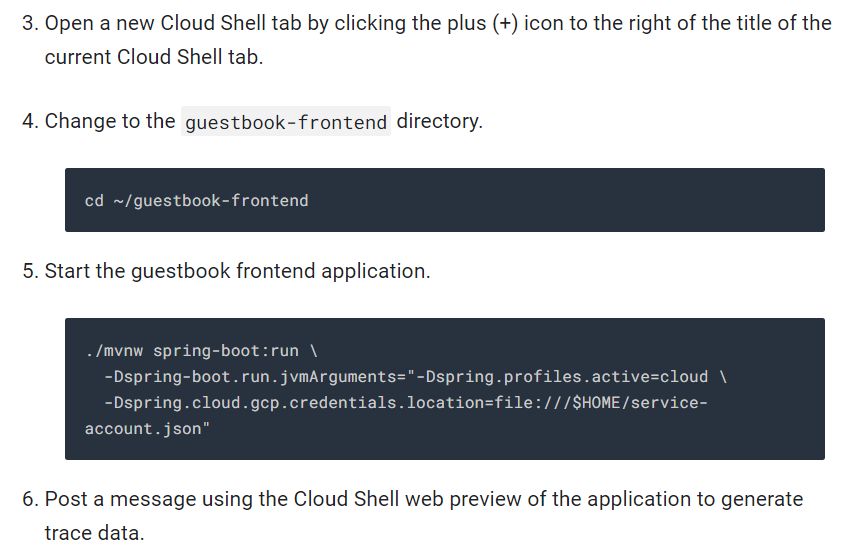 3. Open a new Cloud Shell tab by clicking the plus (+) icon to the right of the title of the
current Cloud Shell tab.
4. Change to the guestbook-frontend directory.
cd ~/guestbook-frontend
5. Start the guestbook frontend application.
./mvnw spring-boot:run \
-Dspring-boot.run.jvmArguments="-Dspring.profiles.active=cloud \
-Dspring.cloud.gcp.credentials.location=file:///$HOME/service-
account.json"
6. Post a message using the Cloud Shell web preview of the application to generate
trace data.